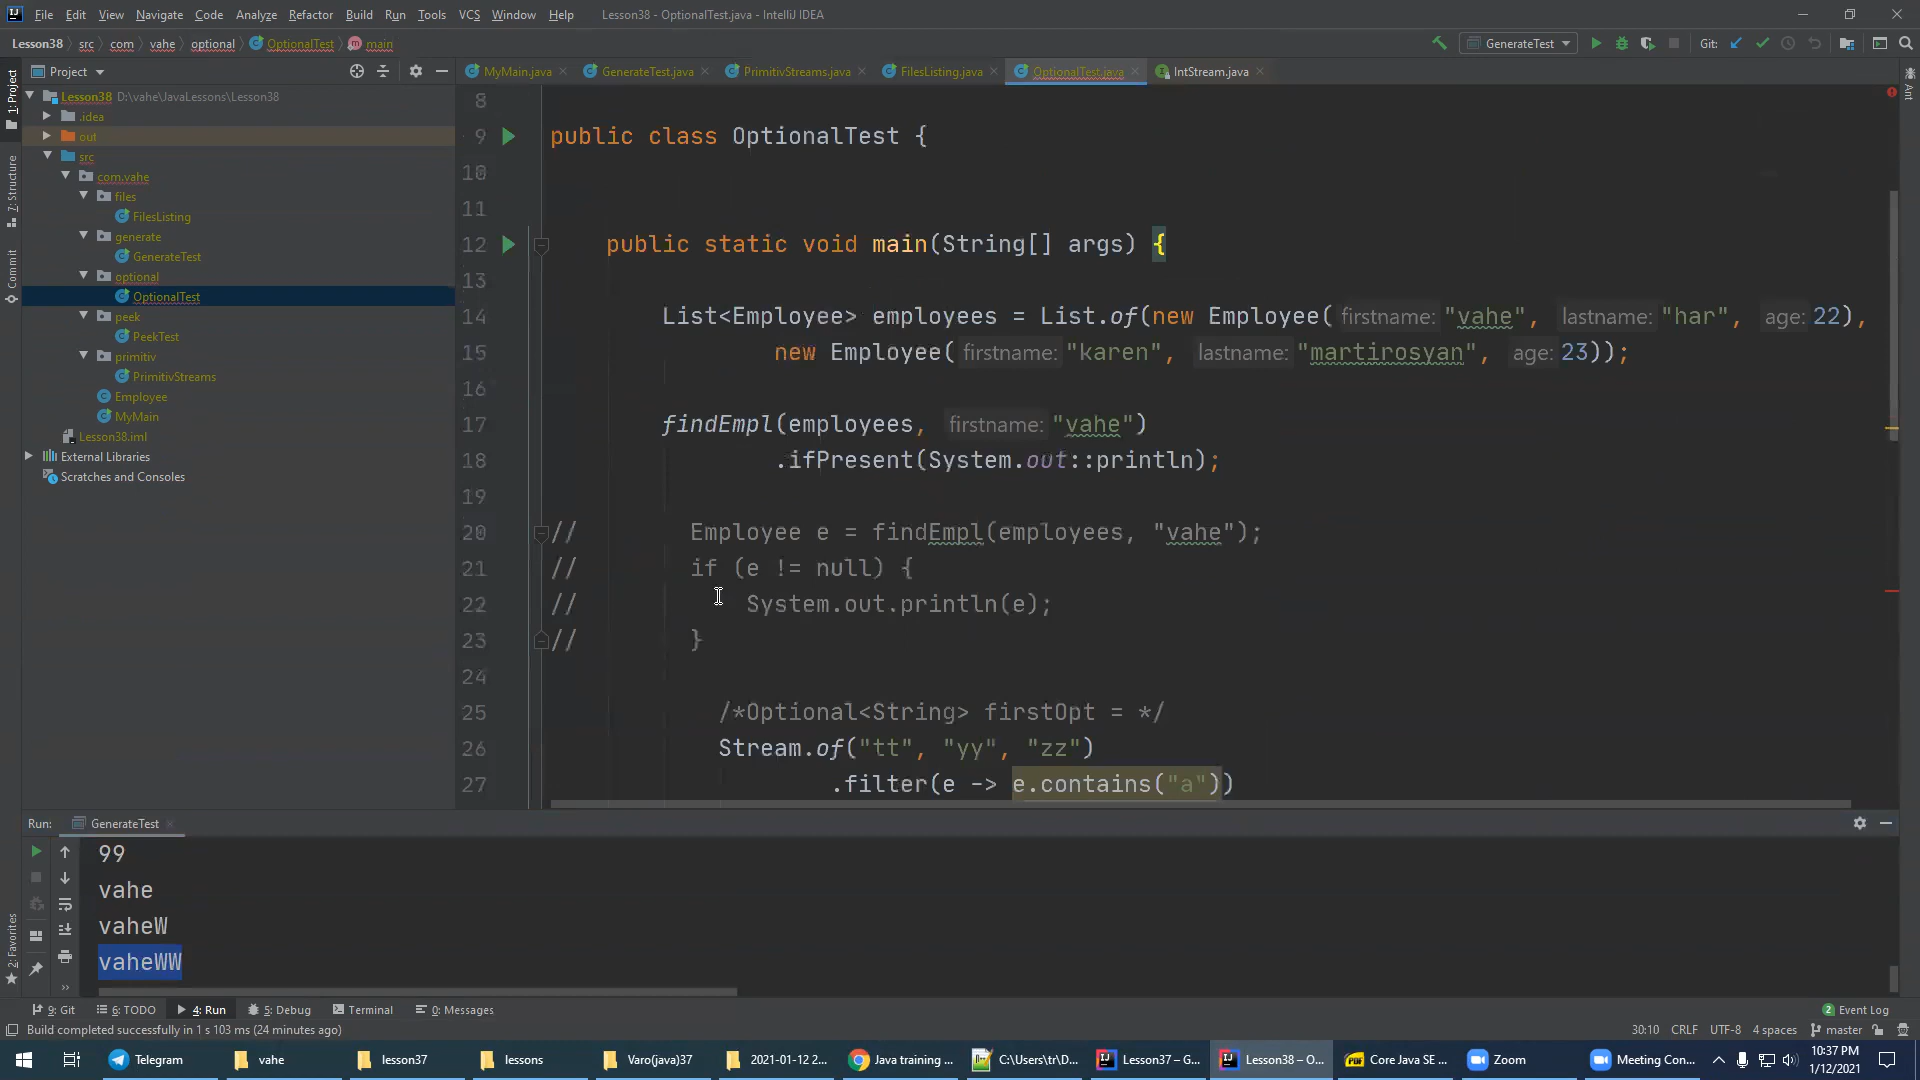 File Edit View Navigate Code Analyze Refactor Build Run Tools VCS Window Help Lesson38 - OptionalTest.java - IntelliJ IDEA
Lesson38 src com vahe optional OptionalTest main GenerateTest Git:
Project MyMain.java GenerateTest.java PrimitivStreams.java FilesListing.java OptionalTest.java IntStream.java
1: Project
7: Structure
Commit
2: Favorites
Ant
Lesson38 D:\vahe\JavaLessons\Lesson38
.idea
out
src
com.vahe
files
FilesListing
generate
GenerateTest
optional
OptionalTest
peek
PeekTest
primitiv
PrimitivStreams
Employee
MyMain
Lesson38.iml
External Libraries
Scratches and Consoles
8
9 public class OptionalTest {
10
11
12 public static void main(String[] args) {
13
14 List<Employee> employees = List.of(new Employee( firstname: "vahe", lastname: "har", age: 22),
15 new Employee( firstname: "karen", lastname: "martirosyan", age: 23));
16
17 findEmpl(employees, firstname: "vahe")
18 .ifPresent(System.out::println);
19
20 // Employee e = findEmpl(employees, "vahe");
21 // if (e != null) {
22 // System.out.println(e);
23 // }
24
25 /*Optional<String> firstOpt = */
26 Stream.of("tt", "yy", "zz")
27 .filter(e -> e.contains("a"))
Run: GenerateTest
99
vahe
vaheW
vaheWW
9: Git 6: TODO 4: Run 5: Debug Terminal 0: Messages 2 Event Log
Build completed successfully in 1 s 103 ms (24 minutes ago) 30:10 CRLF UTF-8 4 spaces master
Telegram vahe lesson37 lessons Varo(java)37 2021-01-12 2... Java training ... C:\Users\tr\D... Lesson37 – G... Lesson38 – O... Core Java SE ... Zoom Meeting Con... 10:37 PM
1/12/2021